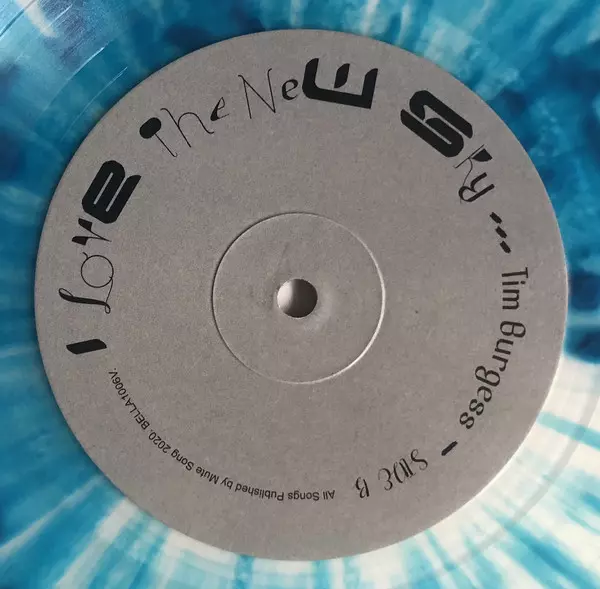 I Love The New Sky... Tim Burgess - SIDE B
All Songs Published by Mute Song 2020. BELLA1006V.